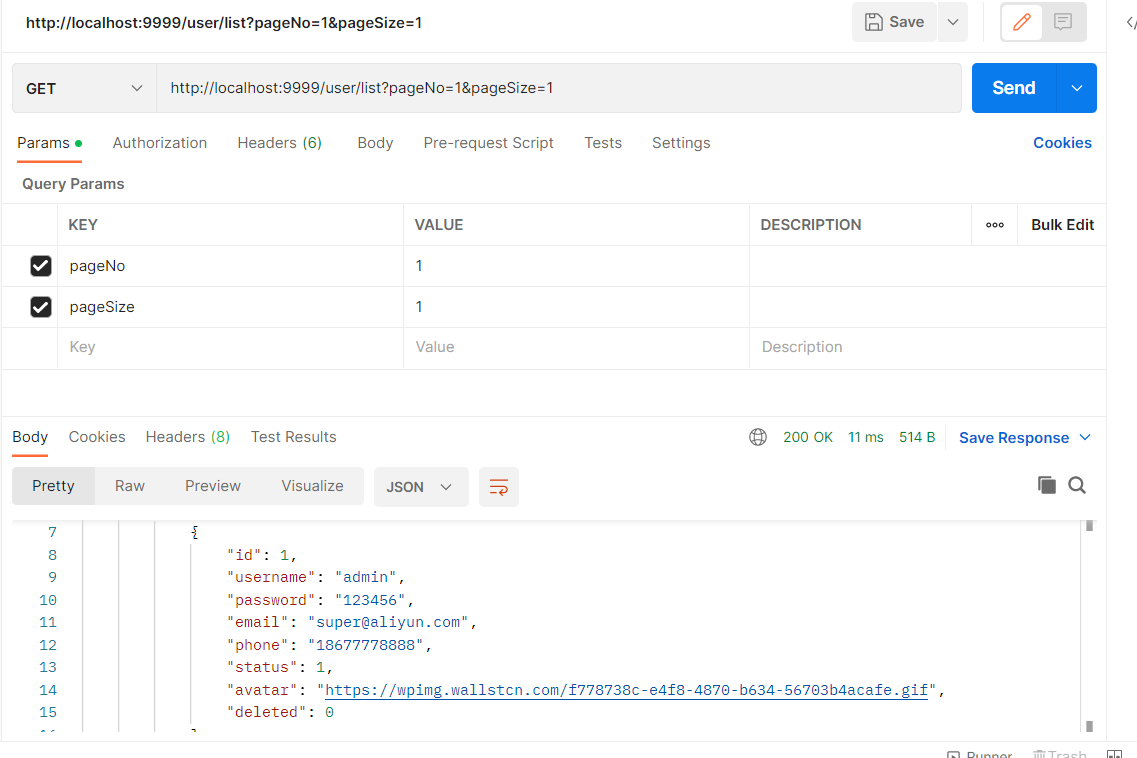 http://localhost:9999/user/list?pageNo=1&pageSize=1
Save
GET
http://localhost:9999/user/list?pageNo=1&pageSize=1
Send
Params
Authorization
Headers (6)
Body
Pre-request Script
Tests
Settings
Cookies
Query Params
KEY
VALUE
DESCRIPTION
Bulk Edit
pageNo
1
pageSize
1
Key
Value
Description
Body
Cookies
Headers (8)
Test Results
200 OK
11 ms
514 B
Save Response
Pretty
Raw
Preview
Visualize
JSON
7 {
8 "id": 1,
9 "username": "admin",
10 "password": "123456",
11 "email": "super@aliyun.com",
12 "phone": "18677778888",
13 "status": 1,
14 "avatar": "https://wpimg.wallstcn.com/f778738c-e4f8-4870-b634-56703b4acafe.gif",
15 "deleted": 0
Runner
Trash